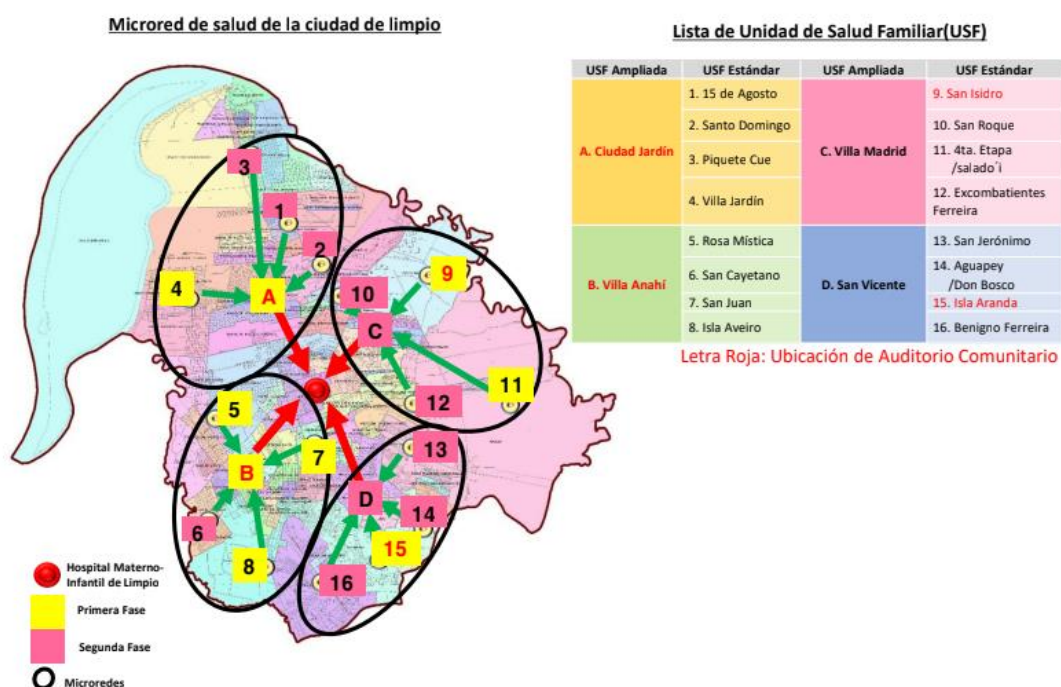 Microred de salud de la ciudad de limpio
3
1
2
4
A
9
10
C
11
12
5
B
7
6
8
13
D
14
15
16
Hospital Materno-
Infantil de Limpio
Primera Fase
Segunda Fase
Microredes
Lista de Unidad de Salud Familiar(USF)
USF Ampliada USF Estándar USF Ampliada USF Estándar
A. Ciudad Jardín
1. 15 de Agosto
2. Santo Domingo
3. Piquete Cue
4. Villa Jardín
C. Villa Madrid
9. San Isidro
10. San Roque
11. 4ta. Etapa
/salado´i
12. Excombatientes
Ferreira
B. Villa Anahí
5. Rosa Mística
6. San Cayetano
7. San Juan
8. Isla Aveiro
D. San Vicente
13. San Jerónimo
14. Aguapey
/Don Bosco
15. Isla Aranda
16. Benigno Ferreira
Letra Roja: Ubicación de Auditorio Comunitario